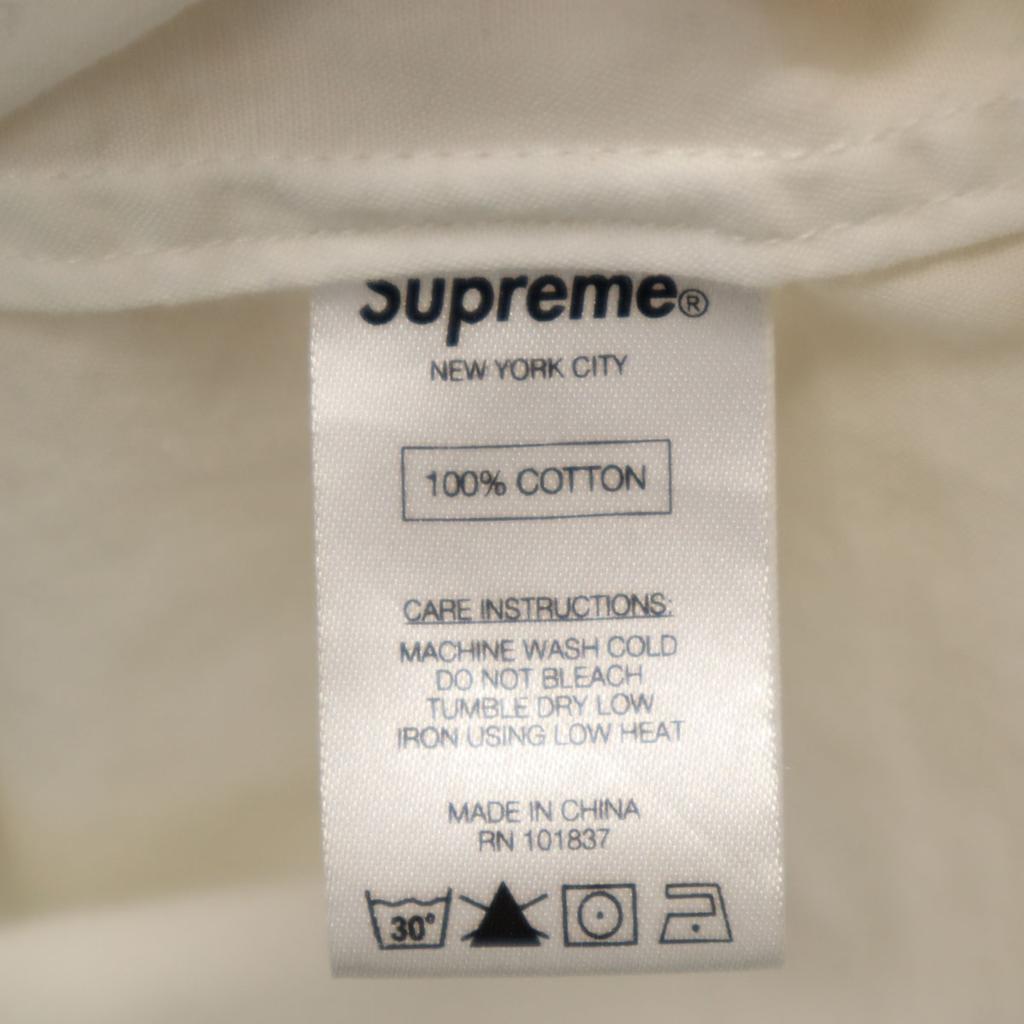 Supreme®
NEW YORK CITY
100% COTTON
CARE INSTRUCTIONS:
MACHINE WASH COLD
DO NOT BLEACH
TUMBLE DRY LOW
IRON USING LOW HEAT
MADE IN CHINA
RN 101837
30°